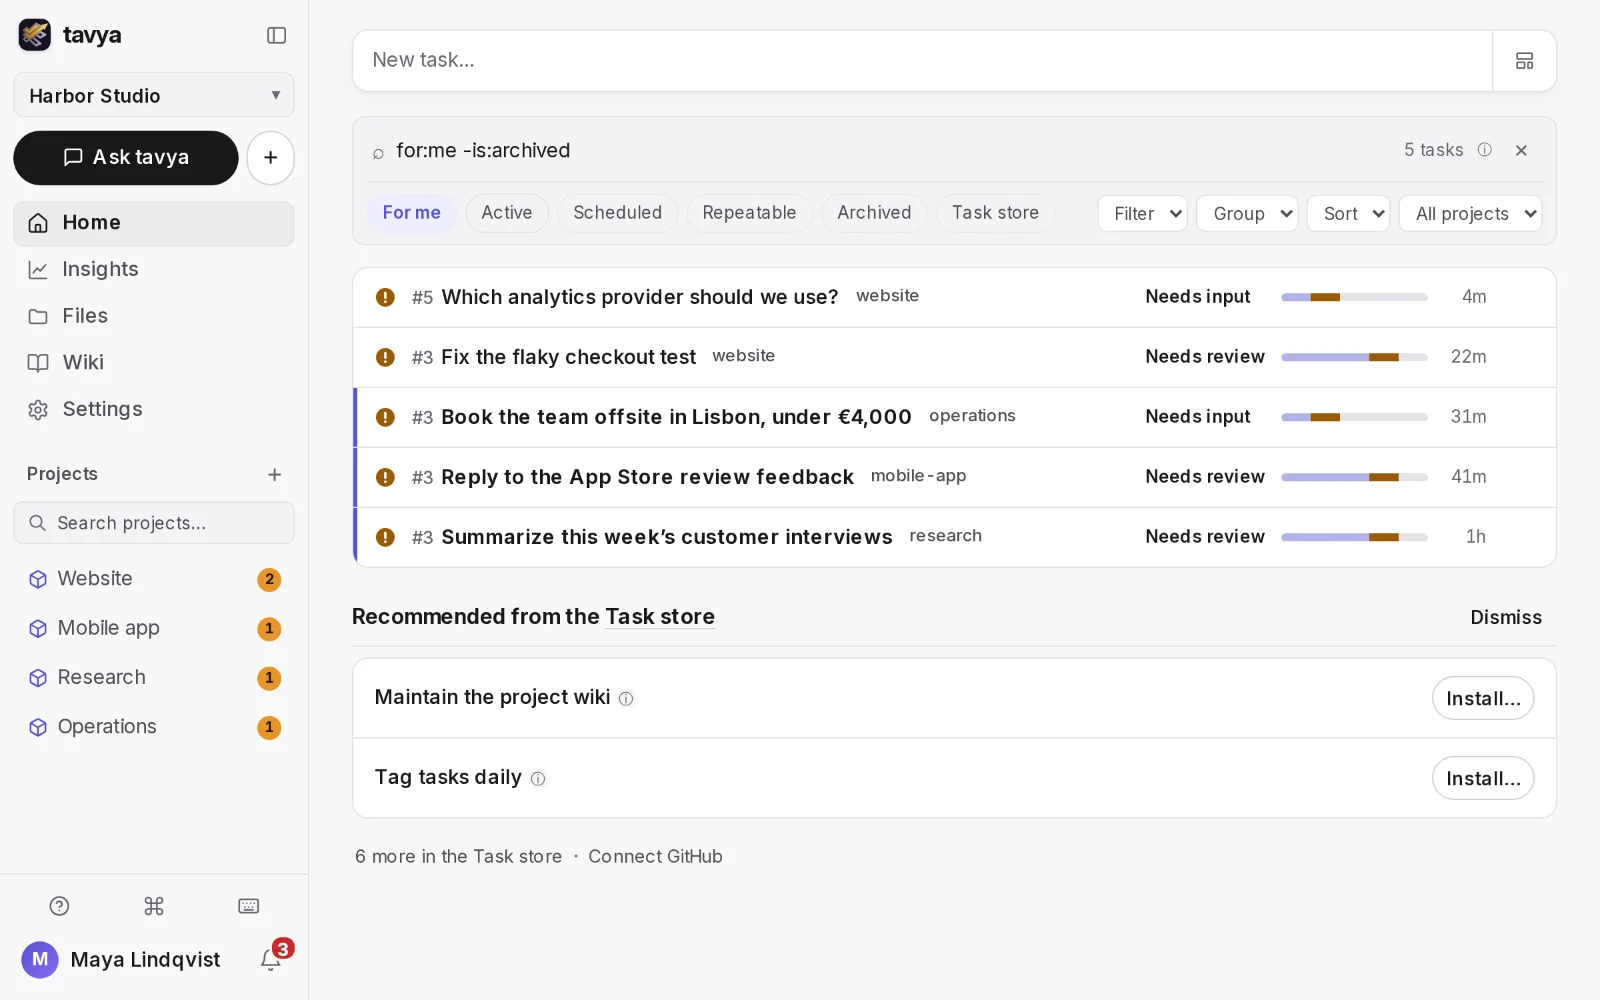 tavya
Harbor Studio
Ask tavya
Home
Insights
Files
Wiki
Settings
Projects
Search projects...
Website 2
Mobile app 1
Research 1
Operations 1
M Maya Lindqvist 3
New task...
for:me -is:archived 5 tasks
For me Active Scheduled Repeatable Archived Task store Filter Group Sort All projects
#5 Which analytics provider should we use? website Needs input 4m
#3 Fix the flaky checkout test website Needs review 22m
#3 Book the team offsite in Lisbon, under €4,000 operations Needs input 31m
#3 Reply to the App Store review feedback mobile-app Needs review 41m
#3 Summarize this week’s customer interviews research Needs review 1h
Recommended from the Task store Dismiss
Maintain the project wiki Install...
Tag tasks daily Install...
6 more in the Task store · Connect GitHub